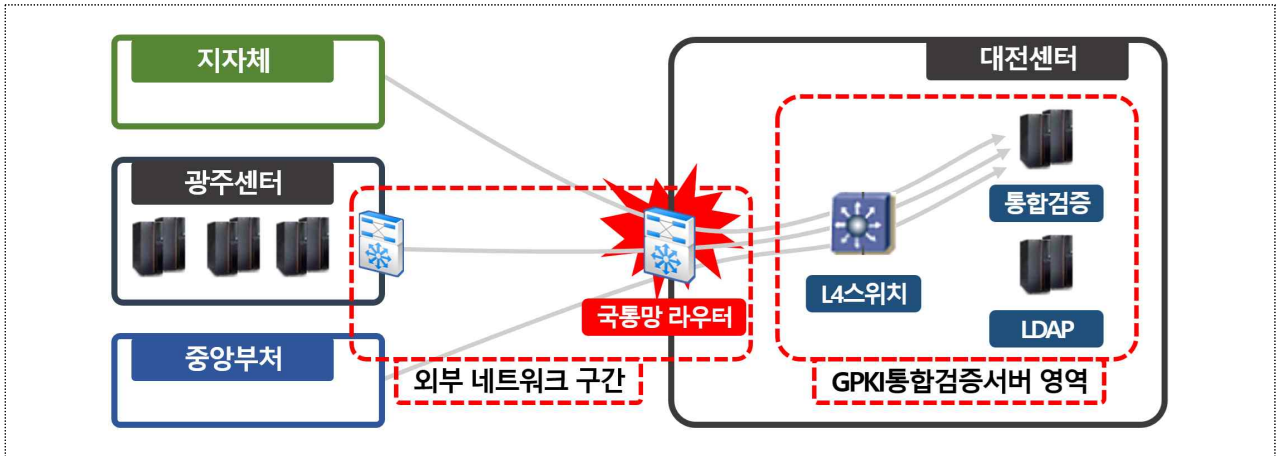 지자체
대전센터
광주센터
통합검증
L4스위치
국통망 라우터
LDAP
중앙부처
외부 네트워크 구간
GPKI통합검증서버 영역